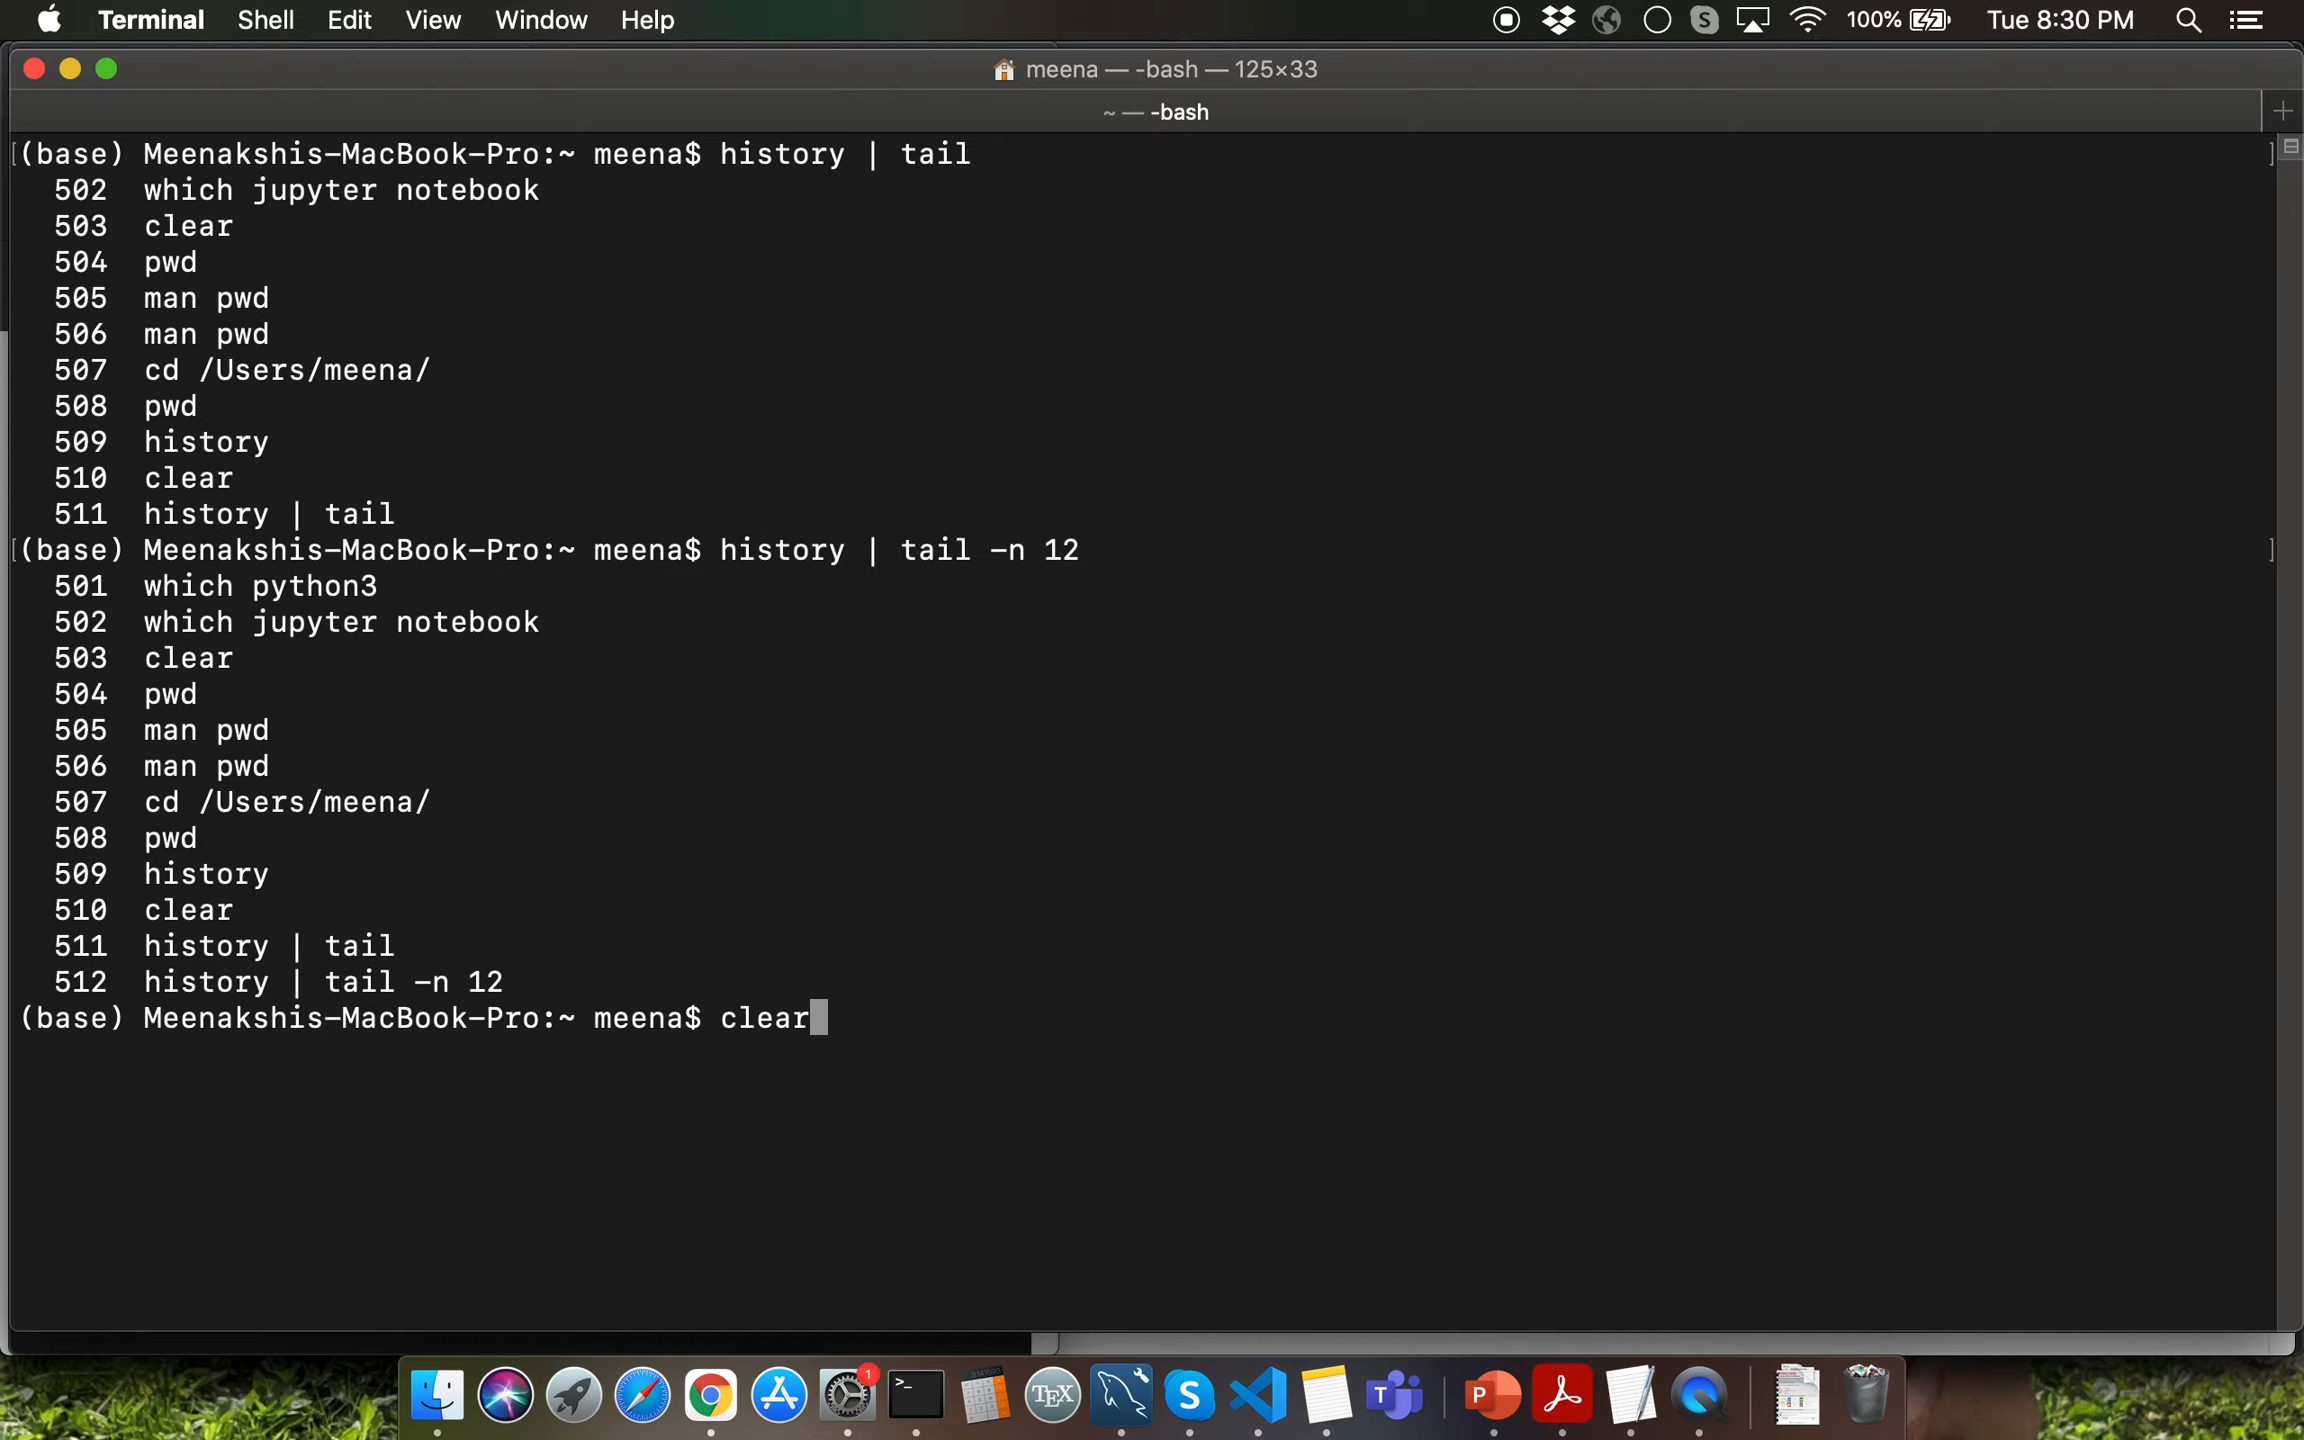 Terminal Shell Edit View Window Help 100% Tue 8:30 PM
meena — -bash — 125×33
~ — -bash
[(base) Meenakshis-MacBook-Pro:~ meena$ history | tail ]
502 which jupyter notebook
503 clear
504 pwd
505 man pwd
506 man pwd
507 cd /Users/meena/
508 pwd
509 history
510 clear
511 history | tail
[(base) Meenakshis-MacBook-Pro:~ meena$ history | tail -n 12 ]
501 which python3
502 which jupyter notebook
503 clear
504 pwd
505 man pwd
506 man pwd
507 cd /Users/meena/
508 pwd
509 history
510 clear
511 history | tail
512 history | tail -n 12
(base) Meenakshis-MacBook-Pro:~ meena$ clear
1
>_
TEX
S
T
P